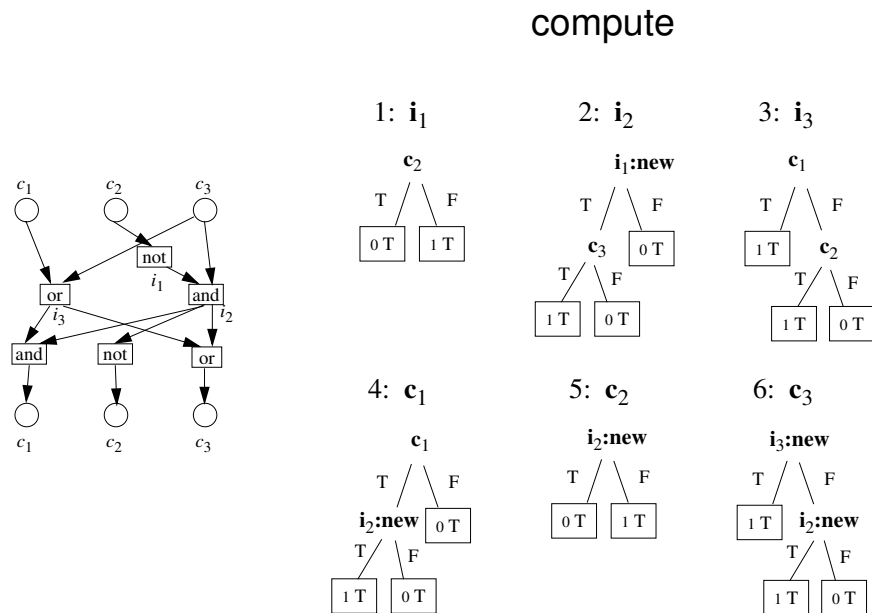 compute
1: i1
2: i2
3: i3
c2
T F
0 T 1 T
i1:new
T F
c3 0 T
T F
1 T 0 T
c1
T F
1 T c2
T F
1 T 0 T
c1 c2 c3
not
i1
or and
i3 i2
and not or
c1 c2 c3
4: c1
5: c2
6: c3
c1
T F
i2:new 0 T
T F
1 T 0 T
i2:new
T F
0 T 1 T
i3:new
T F
1 T i2:new
T F
1 T 0 T